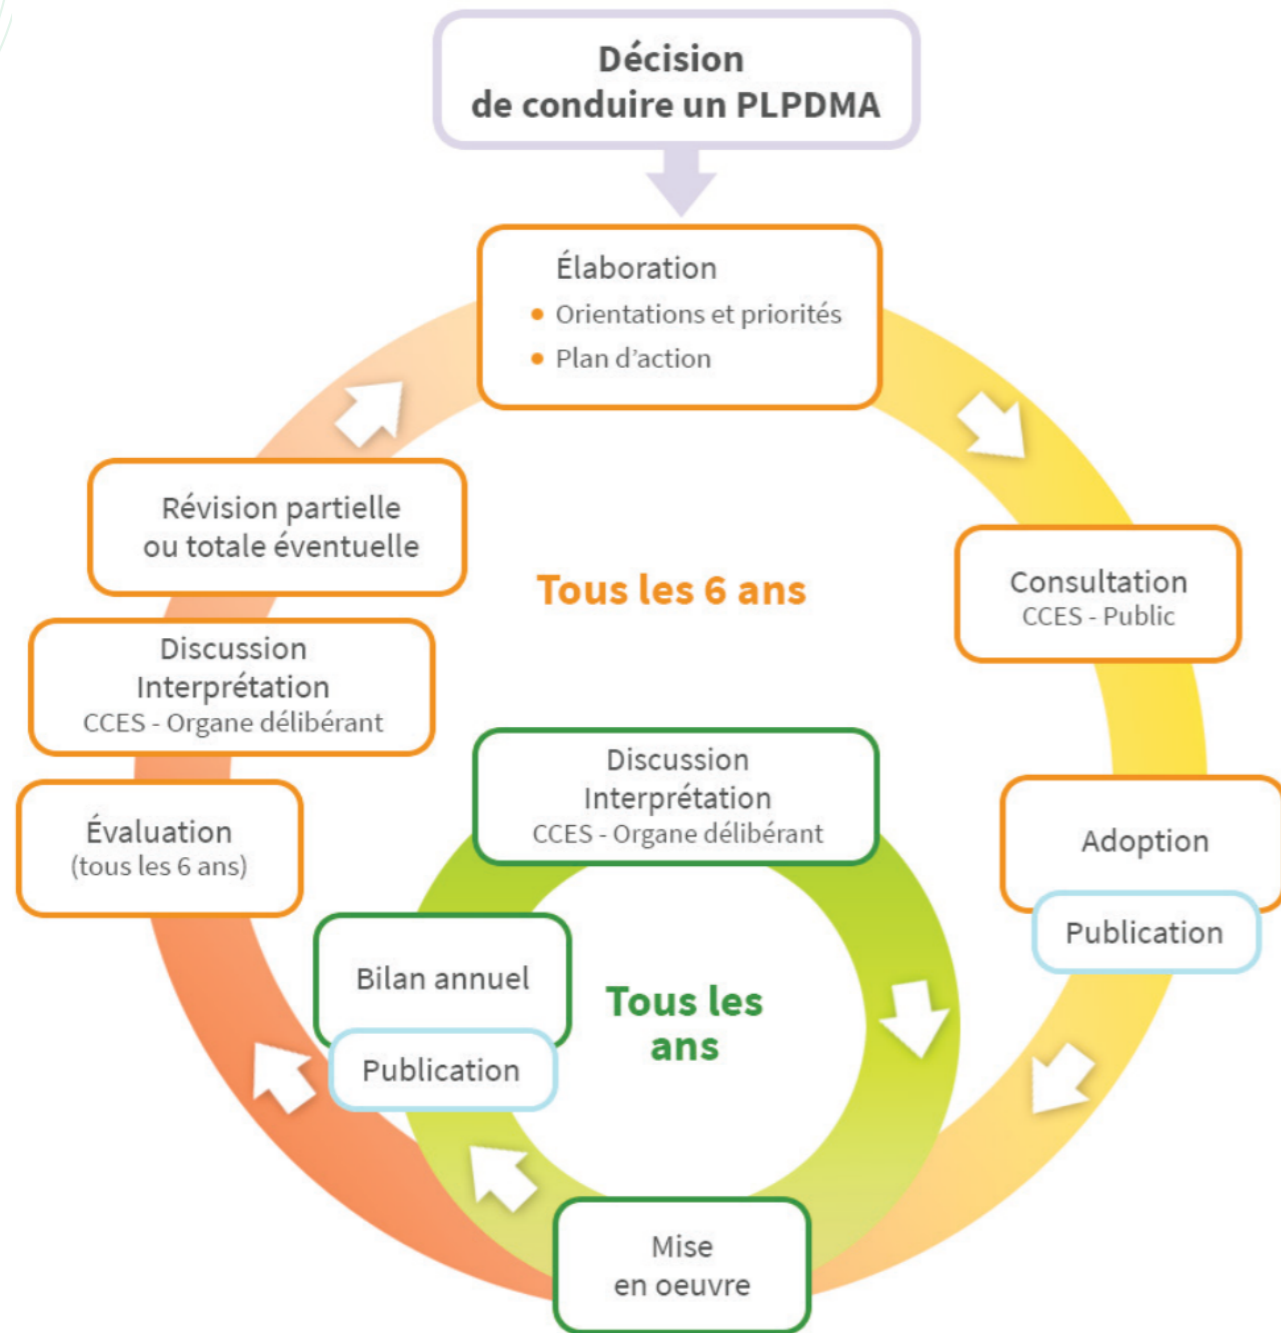 Décision
de conduire un PLPDMA
Élaboration
• Orientations et priorités
• Plan d'action
Révision partielle
ou totale éventuelle
Tous les 6 ans
Consultation
CCES - Public
Discussion
Interprétation
CCES - Organe délibérant
Discussion
Interprétation
CCES - Organe délibérant
Évaluation
(tous les 6 ans)
Adoption
Publication
Bilan annuel
Publication
Tous les
ans
Mise
en oeuvre